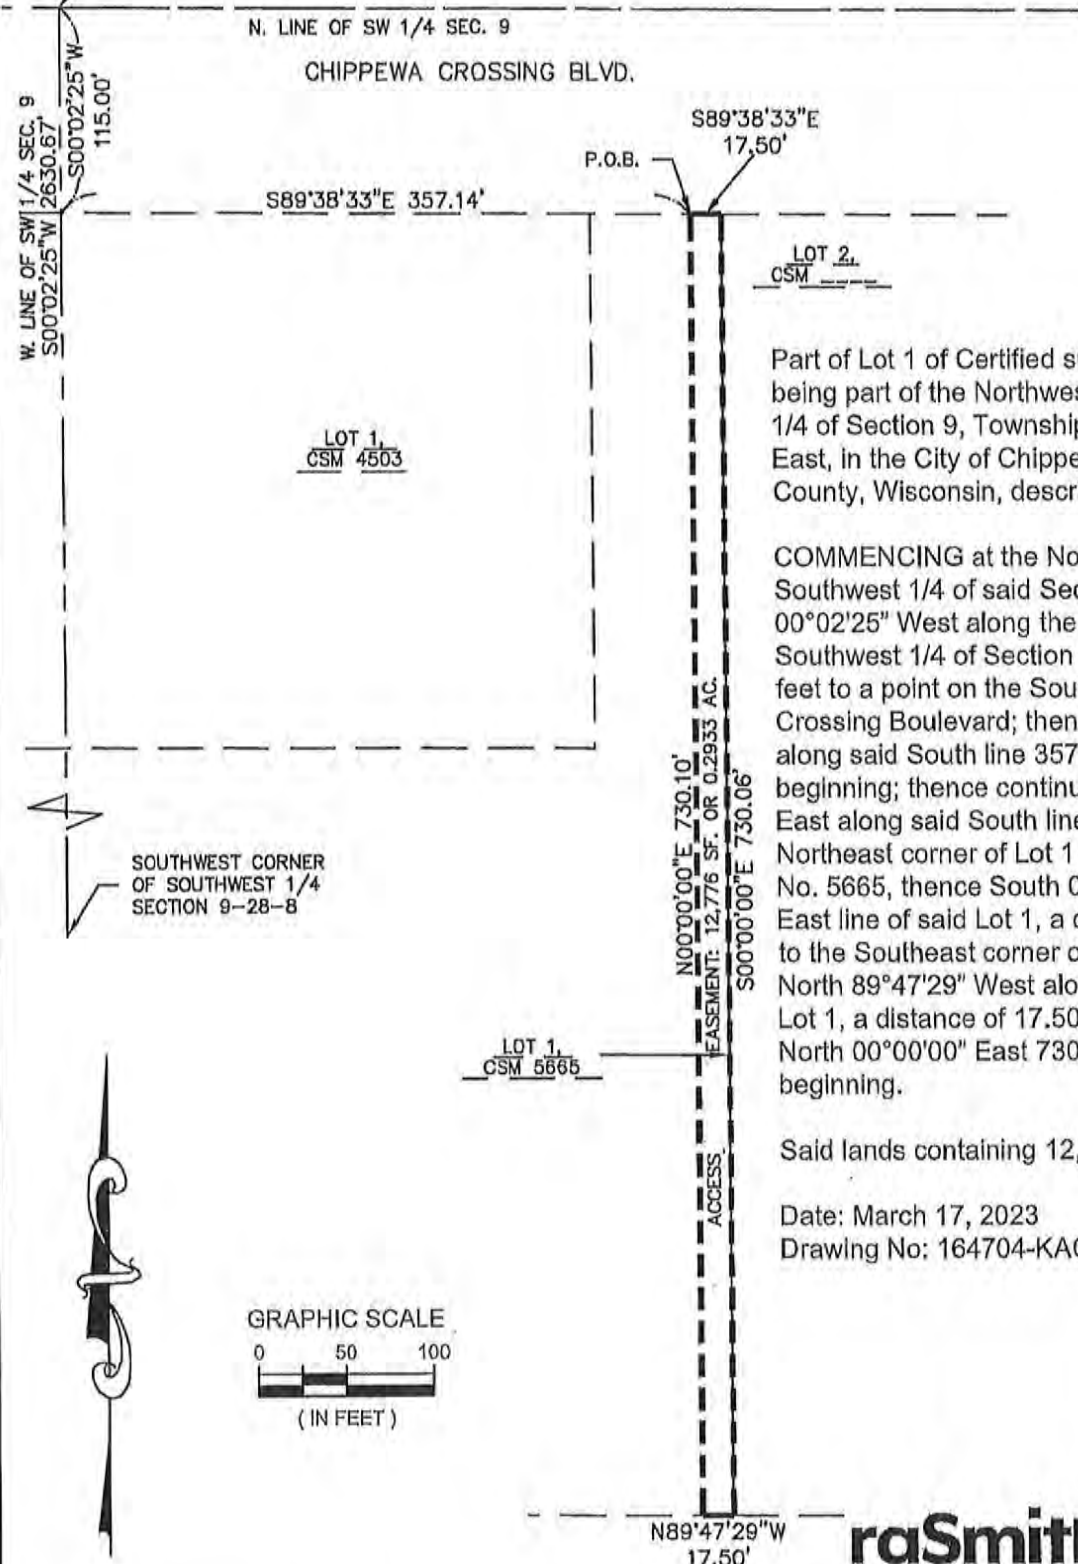 N. LINE OF SW 1/4 SEC. 9
CHIPPEWA CROSSING BLVD.
W. LINE OF SW 1/4 SEC. 9
S00°02'25"W 2630.67'
S00°02'25"W
115.00'
S89°38'33"E
17.50'
P.O.B.
S89°38'33"E 357.14'
LOT 2,
CSM ____
LOT 1,
CSM 4503
Part of Lot 1 of Certified s
being part of the Northwes
1/4 of Section 9, Township
East, in the City of Chippe
County, Wisconsin, descr
COMMENCING at the No
Southwest 1/4 of said Sec
00°02'25" West along the
Southwest 1/4 of Section
feet to a point on the Sou
Crossing Boulevard; then
along said South line 357
beginning; thence continu
East along said South line
Northeast corner of Lot 1
No. 5665, thence South 0
East line of said Lot 1, a d
to the Southeast corner o
North 89°47'29" West alo
Lot 1, a distance of 17.50
North 00°00'00" East 730
beginning.
Said lands containing 12,
Date: March 17, 2023
Drawing No: 164704-KAC
N00°00'00"E 730.10'
ACCESS EASEMENT: 12,776 SF. OR 0.2933 AC.
S00°00'00"E 730.06'
SOUTHWEST CORNER
OF SOUTHWEST 1/4
SECTION 9-28-8
LOT 1,
CSM 5665
GRAPHIC SCALE
0 50 100
( IN FEET )
N89°47'29"W
17.50'
raSmith